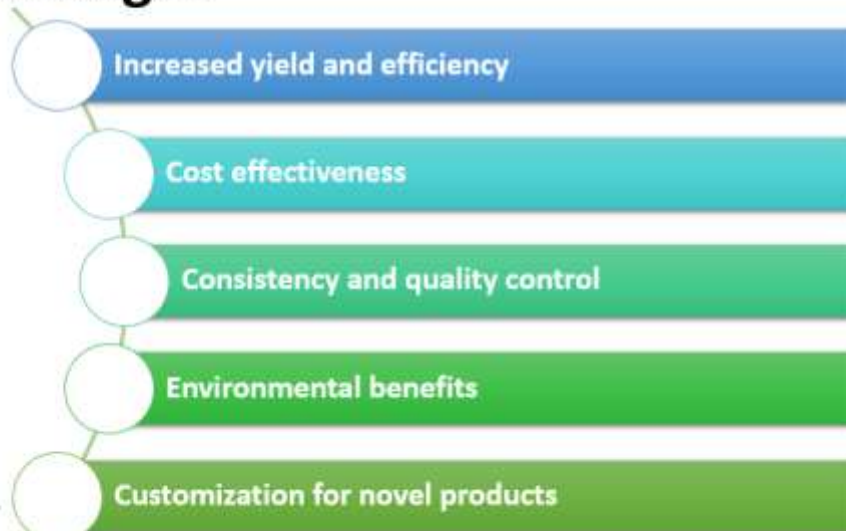 Increased yield and efficiency
Cost effectiveness
Consistency and quality control
Environmental benefits
Customization for novel products